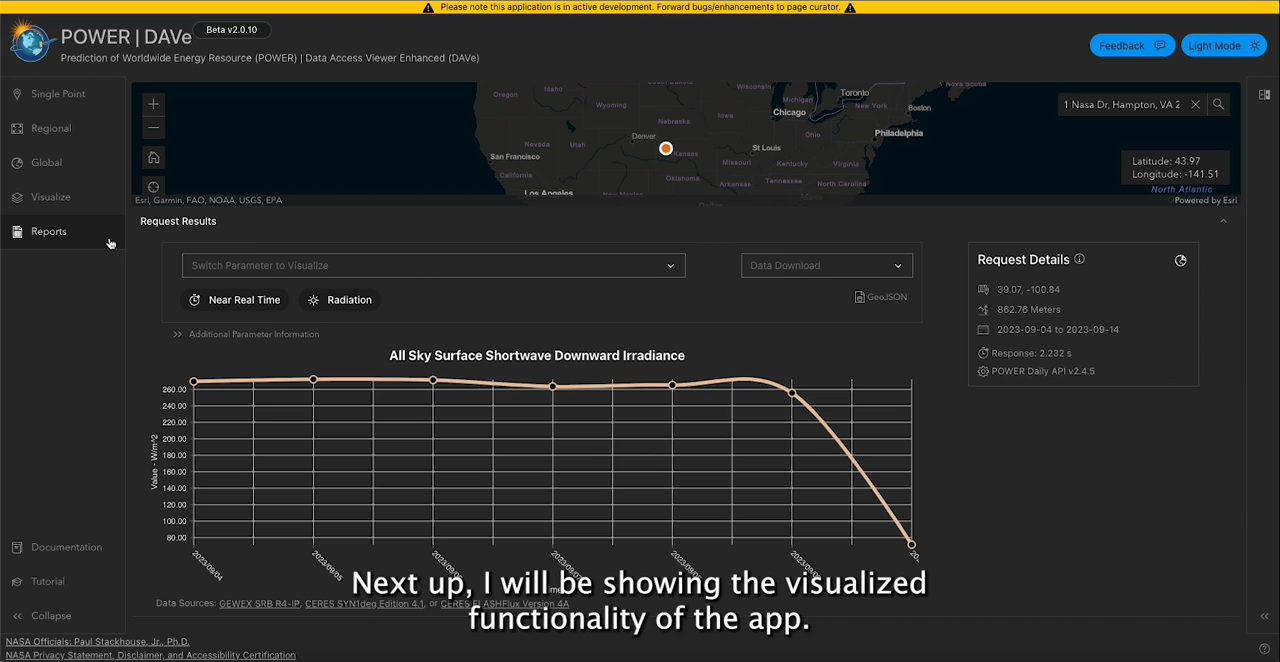 Please note this application is in active development. Forward bugs/enhancements to page curator.
POWER | DAVe
Beta v2.0.10
Prediction of Worldwide Energy Resource (POWER) | Data Access Viewer Enhanced (DAVe)
Feedback
Light Mode
Single Point
Regional
Global
Visualize
Reports
Documentation
Tutorial
Collapse
Oregon
Idaho
Wyoming
Wisconsin
Michigan
Toronto
Nova Scotia
New York
Boston
Chicago
Nebraska
Iowa
Ohio
Philadelphia
Denver
Nevada
Utah
Kansas
St Louis
San Francisco
Missouri
Kentucky
Virginia
California
Oklahoma
Tennessee
Los Angeles
New Mexico
Arkansas
North Carolina
1 Nasa Dr, Hampton, VA 2
Latitude: 43.97
Longitude: -141.51
North Atlantic
Esri, Garmin, FAO, NOAA, USGS, EPA
Powered by Esri
Request Results
Switch Parameter to Visualize
Data Download
Near Real Time
Radiation
GeoJSON
Additional Parameter Information
Request Details
39.07, -100.84
862.76 Meters
2023-09-04 to 2023-09-14
Response: 2.232 s
POWER Daily API v2.4.5
All Sky Surface Shortwave Downward Irradiance
Value - W/m^2
260.00
240.00
220.00
200.00
180.00
160.00
140.00
120.00
100.00
80.00
2023/09/04
2023/09/05
Next up, I will be showing the visualized
functionality of the app.
Data Sources: GEWEX SRB R4-IP, CERES SYN1deg Edition 4.1, or CERES FLASHFlux Version 4A
NASA Officials: Paul Stackhouse, Jr., Ph.D.
NASA Privacy Statement, Disclaimer, and Accessibility Certification